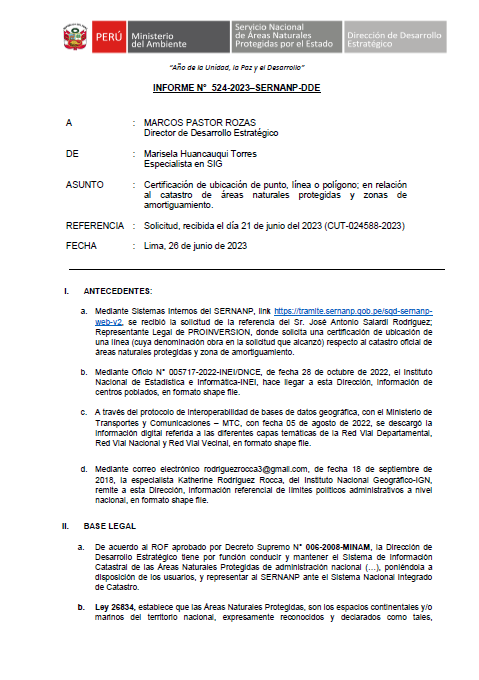 PERÚ
Ministerio
del Ambiente
Servicio Nacional
de Áreas Naturales
Protegidas por el Estado
Dirección de Desarrollo
Estratégico
“Año de la Unidad, la Paz y el Desarrollo”
INFORME N° 524-2023–SERNANP-DDE
A : MARCOS PASTOR ROZAS
Director de Desarrollo Estratégico
DE : Marisela Huancauqui Torres
Especialista en SIG
ASUNTO : Certificación de ubicación de punto, línea o polígono; en relación
al catastro de áreas naturales protegidas y zonas de
amortiguamiento.
REFERENCIA : Solicitud, recibida el día 21 de junio del 2023 (CUT-024588-2023)
FECHA : Lima, 26 de junio de 2023
I. ANTECEDENTES:
a. Mediante Sistemas Internos del SERNANP, link https://tramite.sernanp.gob.pe/sgd-sernanp-
web-v2, se recibió la solicitud de la referencia del Sr. José Antonio Salardi Rodríguez;
Representante Legal de PROINVERSION, donde solicita una certificación de ubicación de
una línea (cuya denominación obra en la solicitud que alcanzó) respecto al catastro oficial de
áreas naturales protegidas y zona de amortiguamiento.
b. Mediante Oficio N° 005717-2022-INEI/DNCE, de fecha 28 de octubre de 2022, el Instituto
Nacional de Estadística e Informática-INEI, hace llegar a esta Dirección, información de
centros poblados, en formato shape file.
c. A través del protocolo de interoperabilidad de bases de datos geográfica, con el Ministerio de
Transportes y Comunicaciones – MTC, con fecha 05 de agosto de 2022, se descargó la
información digital referida a las diferentes capas temáticas de la Red Vial Departamental,
Red Vial Nacional y Red Vial Vecinal, en formato shape file.
d. Mediante correo electrónico rodriguezrocca3@gmail.com, de fecha 18 de septiembre de
2018, la especialista Katherine Rodriguez Rocca, del Instituto Nacional Geográfico-IGN,
remite a esta Dirección, información referencial de límites políticos administrativos a nivel
nacional, en formato shape file.
II. BASE LEGAL
a. De acuerdo al ROF aprobado por Decreto Supremo N° 006-2008-MINAM, la Dirección de
Desarrollo Estratégico tiene por función conducir y mantener el Sistema de Información
Catastral de las Áreas Naturales Protegidas de administración nacional (…), poniéndola a
disposición de los usuarios, y representar al SERNANP ante el Sistema Nacional Integrado
de Catastro.
b. Ley 26834, establece que las Áreas Naturales Protegidas, son los espacios continentales y/o
marinos del territorio nacional, expresamente reconocidos y declarados como tales,